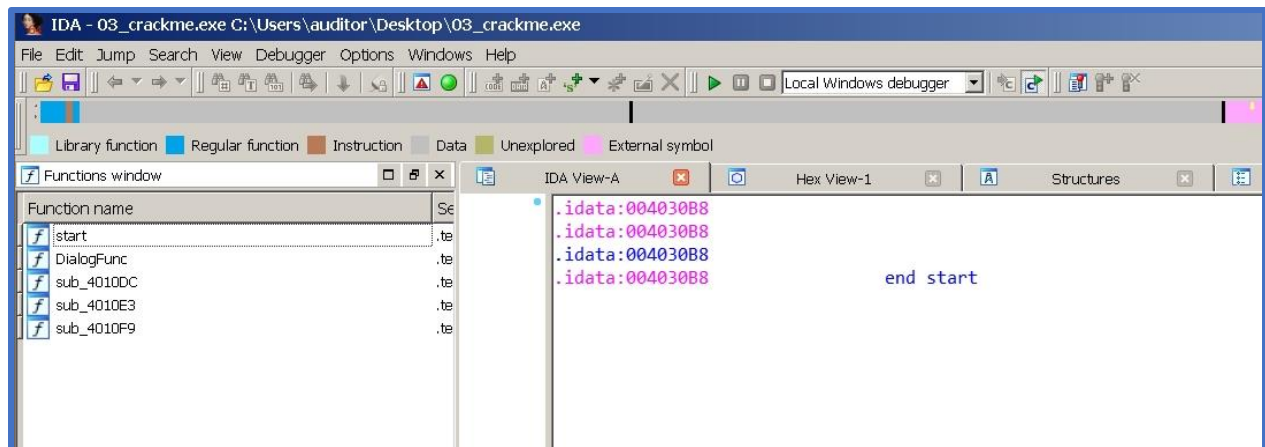 IDA - 03_crackme.exe C:\Users\auditor\Desktop\03_crackme.exe
File Edit Jump Search View Debugger Options Windows Help
Local Windows debugger
Library function Regular function Instruction Data Unexplored External symbol
Functions window
IDA View-A Hex View-1 Structures
Function name Se
start .te
DialogFunc .te
sub_4010DC .te
sub_4010E3 .te
sub_4010F9 .te
.idata:004030B8
.idata:004030B8
.idata:004030B8
.idata:004030B8 end start